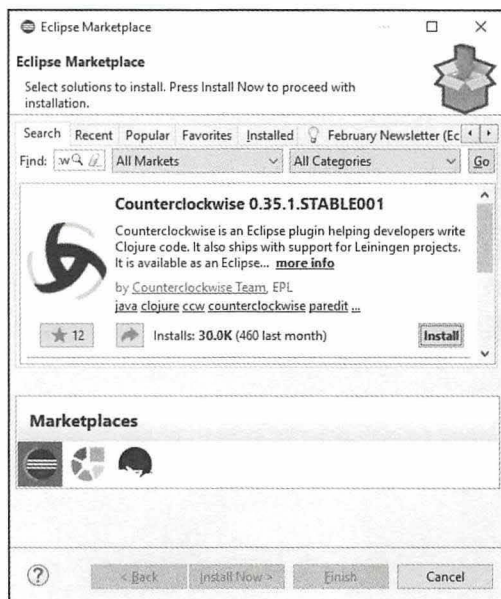 Eclipse Marketplace
Eclipse Marketplace
Select solutions to install. Press Install Now to proceed with
installation.
Search Recent Popular Favorites Installed February Newsletter (Ec
Find: :w All Markets All Categories Go
Counterclockwise 0.35.1.STABLE001
Counterclockwise is an Eclipse plugin helping developers write
Clojure code. It also ships with support for Leiningen projects.
It is available as an Eclipse... more info
by Counterclockwise Team, EPL
java clojure ccw counterclockwise paredit ...
12 Installs: 30.0K (460 last month) Install
Marketplaces
? < Back Install Now > Finish Cancel